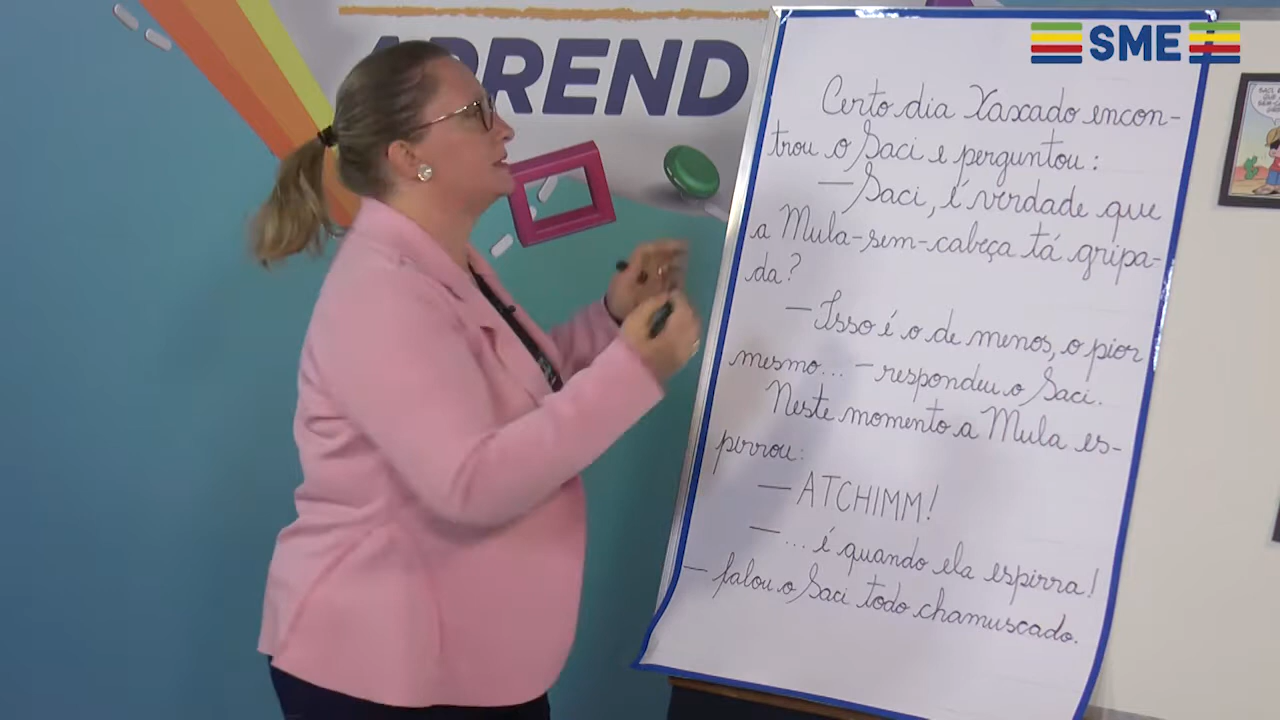 APREND
SME
Certo dia Xaxado encon-
trou o Saci e perguntou:
— Saci, é verdade que
a Mula-sem-cabeça tá gripa-
da?
— Isso é o de menos, o pior
mesmo... — respondeu o Saci.
Neste momento a Mula es-
pirrou:
— ATCHIMM!
— ... é quando ela espirra!
— falou o Saci todo chamuscado.